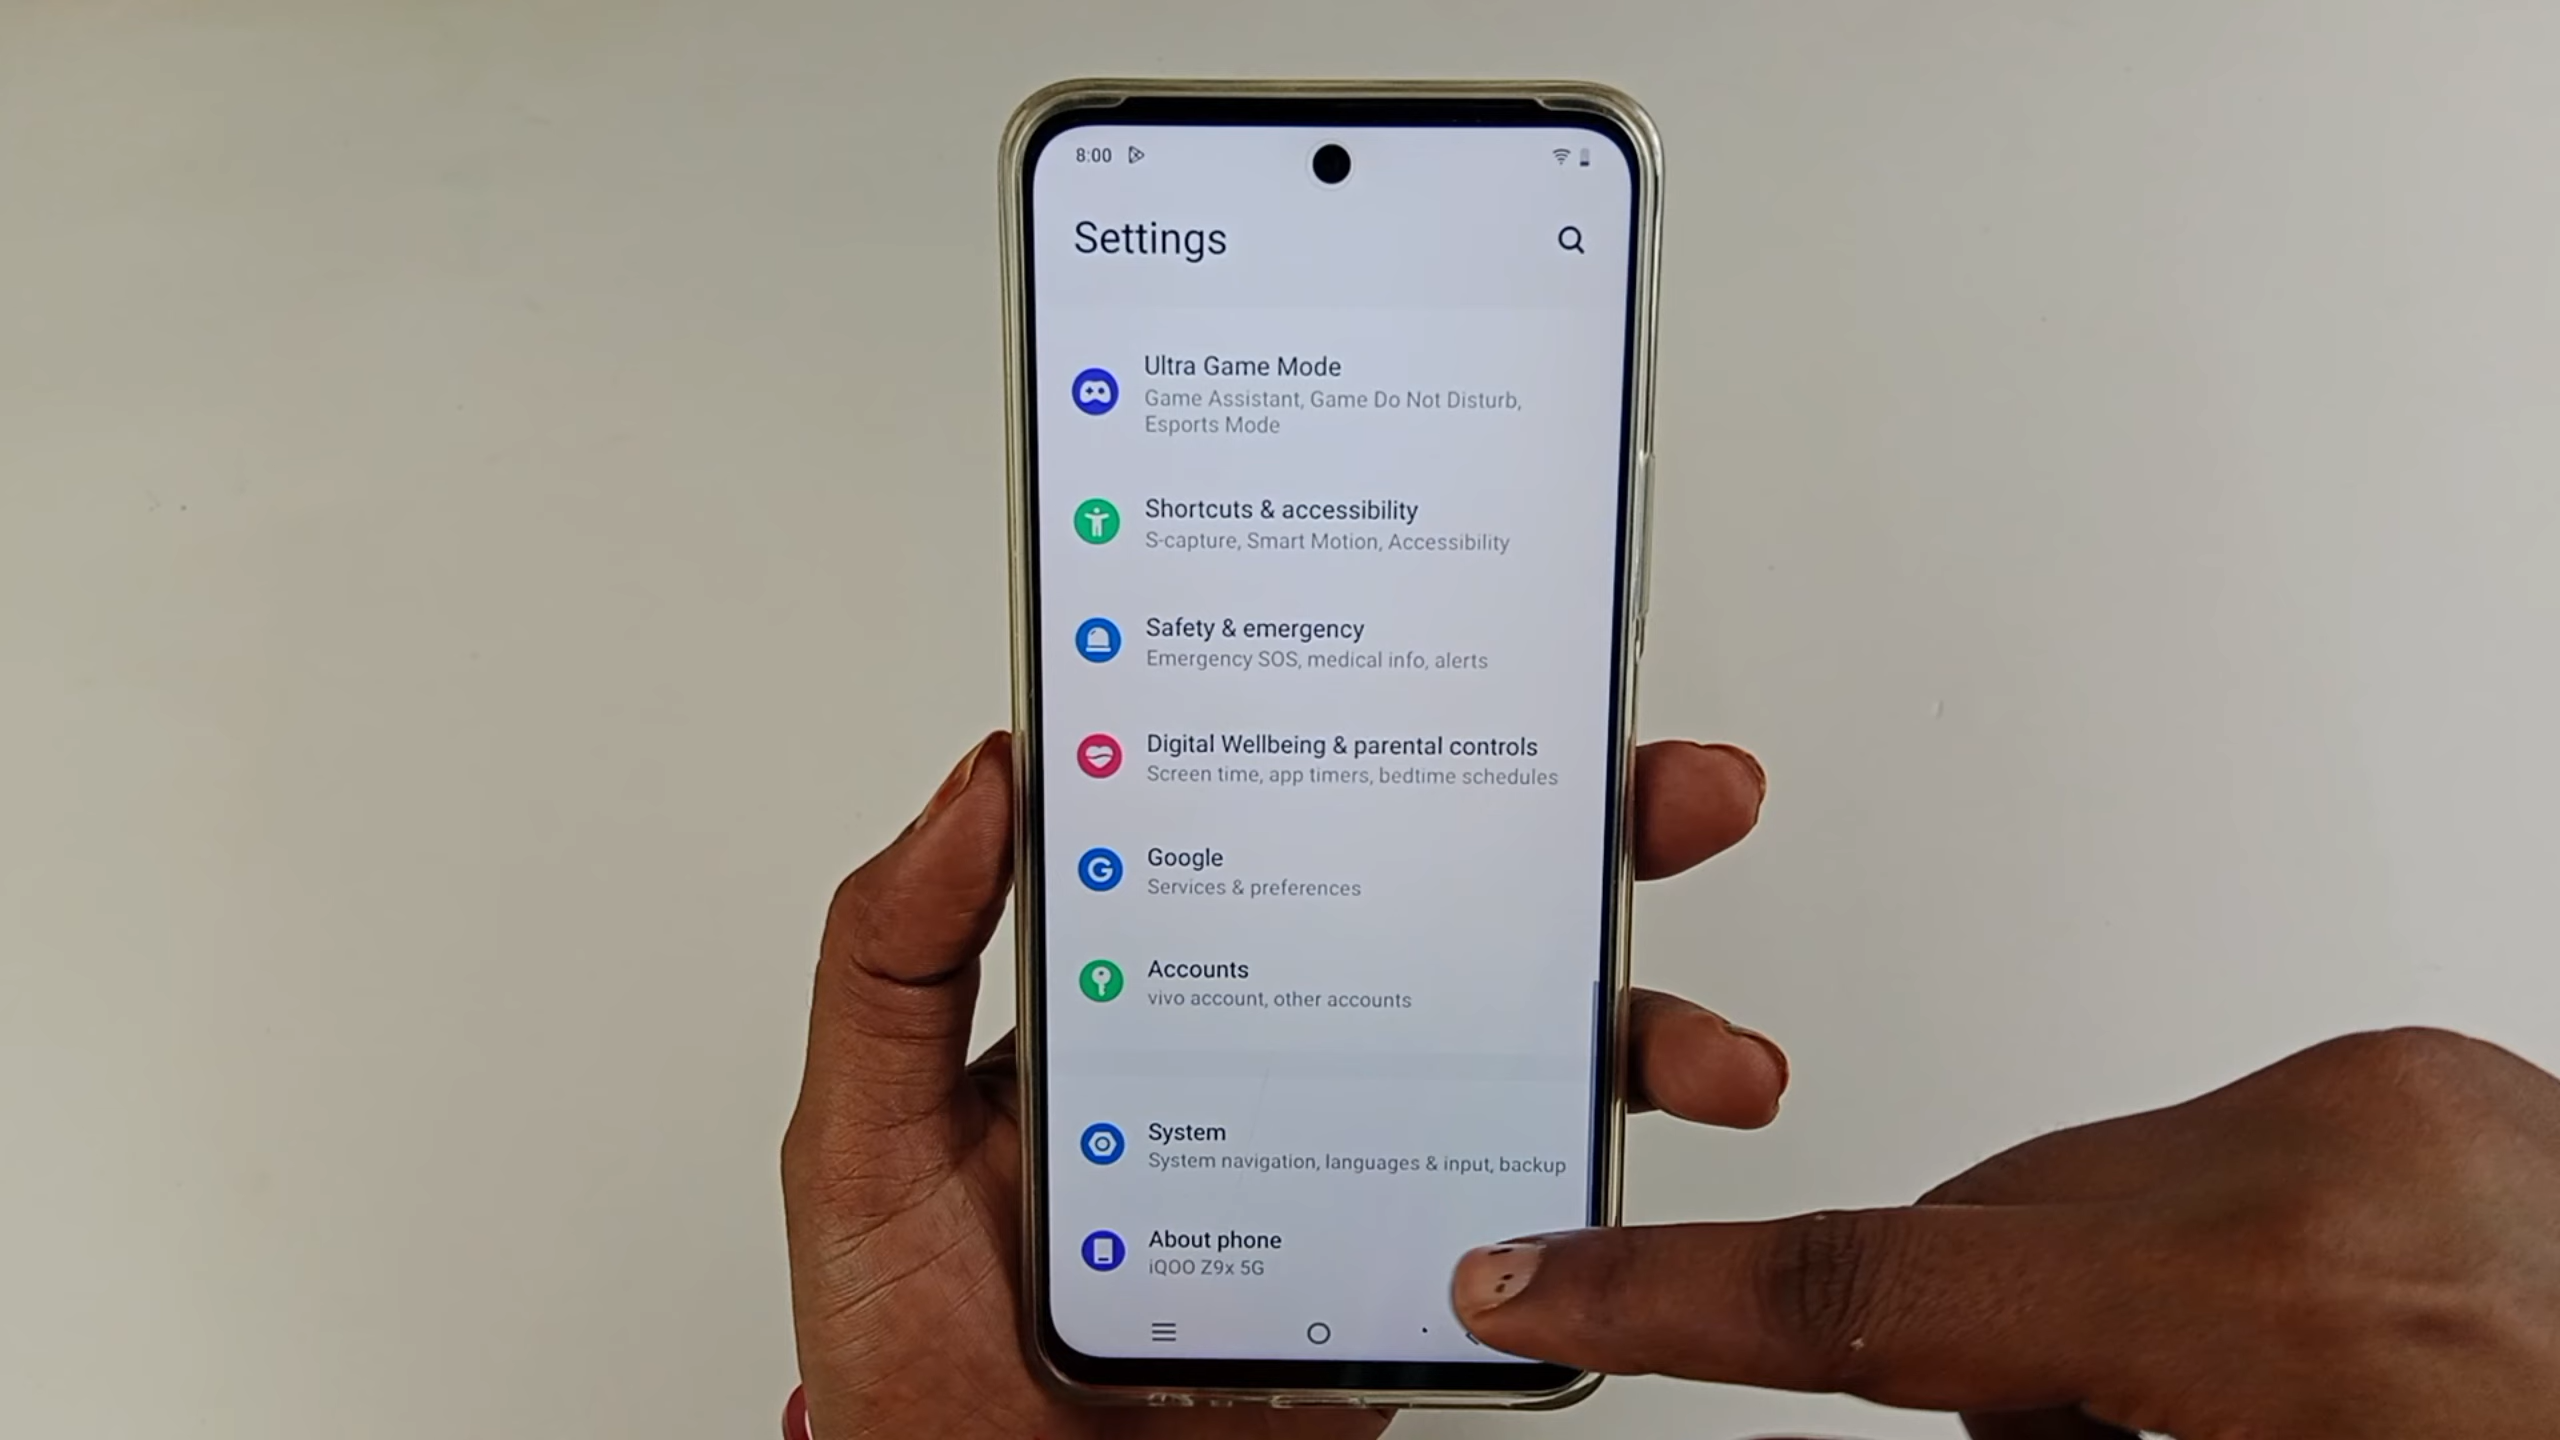 8:00
Settings
Ultra Game Mode
Game Assistant, Game Do Not Disturb,
Esports Mode
Shortcuts & accessibility
S-capture, Smart Motion, Accessibility
Safety & emergency
Emergency SOS, medical info, alerts
Digital Wellbeing & parental controls
Screen time, app timers, bedtime schedules
Google
Services & preferences
Accounts
vivo account, other accounts
System
System navigation, languages & input, backup
About phone
iQOO Z9x 5G